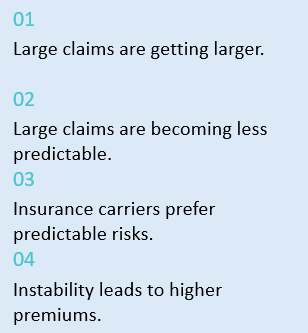 01
Large claims are getting larger.
02
Large claims are becoming less
predictable.
03
Insurance carriers prefer
predictable risks.
04
Instability leads to higher
premiums.